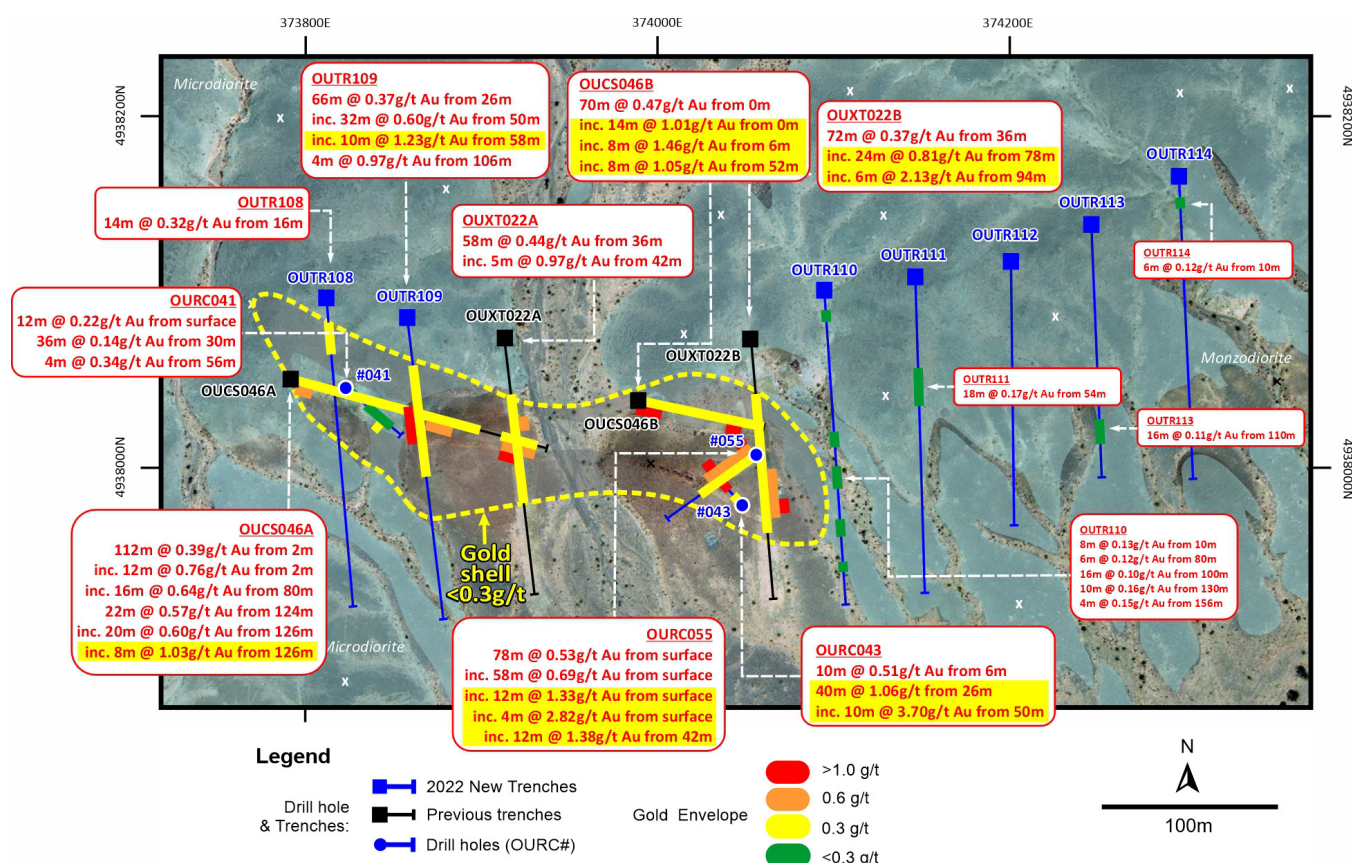 373800E
374000E
374200E
4938200N
4938200N
4938000N
4938000N
Microdiorite
OUTR109
66m @ 0.37g/t Au from 26m
inc. 32m @ 0.60g/t Au from 50m
inc. 10m @ 1.23g/t Au from 58m
4m @ 0.97g/t Au from 106m
OUCS046B
70m @ 0.47g/t Au from 0m
inc. 14m @ 1.01g/t Au from 0m
inc. 8m @ 1.46g/t Au from 6m
inc. 8m @ 1.05g/t Au from 52m
OUXT022B
72m @ 0.37g/t Au from 36m
inc. 24m @ 0.81g/t Au from 78m
inc. 6m @ 2.13g/t Au from 94m
OUTR114
OUTR108
14m @ 0.32g/t Au from 16m
OUXT022A
58m @ 0.44g/t Au from 36m
inc. 5m @ 0.97g/t Au from 42m
OUTR113
OUTR112
OUTR111
OUTR110
OUTR114
6m @ 0.12g/t Au from 10m
OUTR108
OUTR109
OUXT022A
OUXT022B
OURC041
12m @ 0.22g/t Au from surface
36m @ 0.14g/t Au from 30m
4m @ 0.34g/t Au from 56m
OUCS046A
#041
OUCS046B
#055
#043
Monzodiorite
OUTR111
18m @ 0.17g/t Au from 54m
OUTR113
16m @ 0.11g/t Au from 110m
OUCS046A
112m @ 0.39g/t Au from 2m
inc. 12m @ 0.76g/t Au from 2m
inc. 16m @ 0.64g/t Au from 80m
22m @ 0.57g/t Au from 124m
inc. 20m @ 0.60g/t Au from 126m
inc. 8m @ 1.03g/t Au from 126m
Gold
shell
<0.3g/t
OUTR110
8m @ 0.13g/t Au from 10m
6m @ 0.12g/t Au from 80m
16m @ 0.10g/t Au from 100m
10m @ 0.16g/t Au from 130m
4m @ 0.15g/t Au from 156m
Microdiorite
OURC055
78m @ 0.53g/t Au from surface
inc. 58m @ 0.69g/t Au from surface
inc. 12m @ 1.33g/t Au from surface
inc. 4m @ 2.82g/t Au from surface
inc. 12m @ 1.38g/t Au from 42m
OURC043
10m @ 0.51g/t Au from 6m
40m @ 1.06g/t from 26m
inc. 10m @ 3.70g/t Au from 50m
Legend
Drill hole
& Trenches:
2022 New Trenches
Previous trenches
Drill holes (OURC#)
Gold Envelope
>1.0 g/t
0.6 g/t
0.3 g/t
<0.3 g/t
N
100m